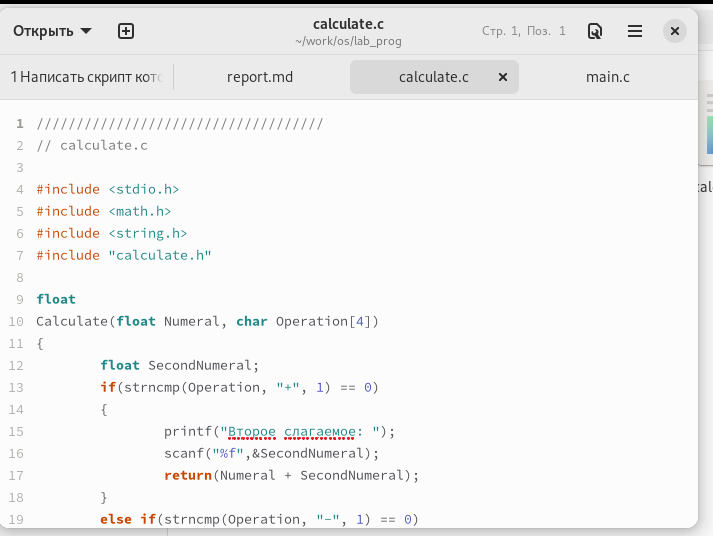 Открыть
calculate.c
~/work/os/lab_prog
Стр. 1, Поз. 1
1 Написать скрипт
report.md
calculate.c
main.c
1 ////////////////////////////////////
2 // calculate.c
3
4 #include <stdio.h>
5 #include <math.h>
6 #include <string.h>
7 #include "calculate.h"
8
9 float
10 Calculate(float Numeral, char Operation[4])
11 {
12 float SecondNumeral;
13 if(strncmp(Operation, "+", 1) == 0)
14 {
15 printf("Второе слагаемое: ");
16 scanf("%f",&SecondNumeral);
17 return(Numeral + SecondNumeral);
18 }
19 else if(strncmp(Operation, "-", 1) == 0)